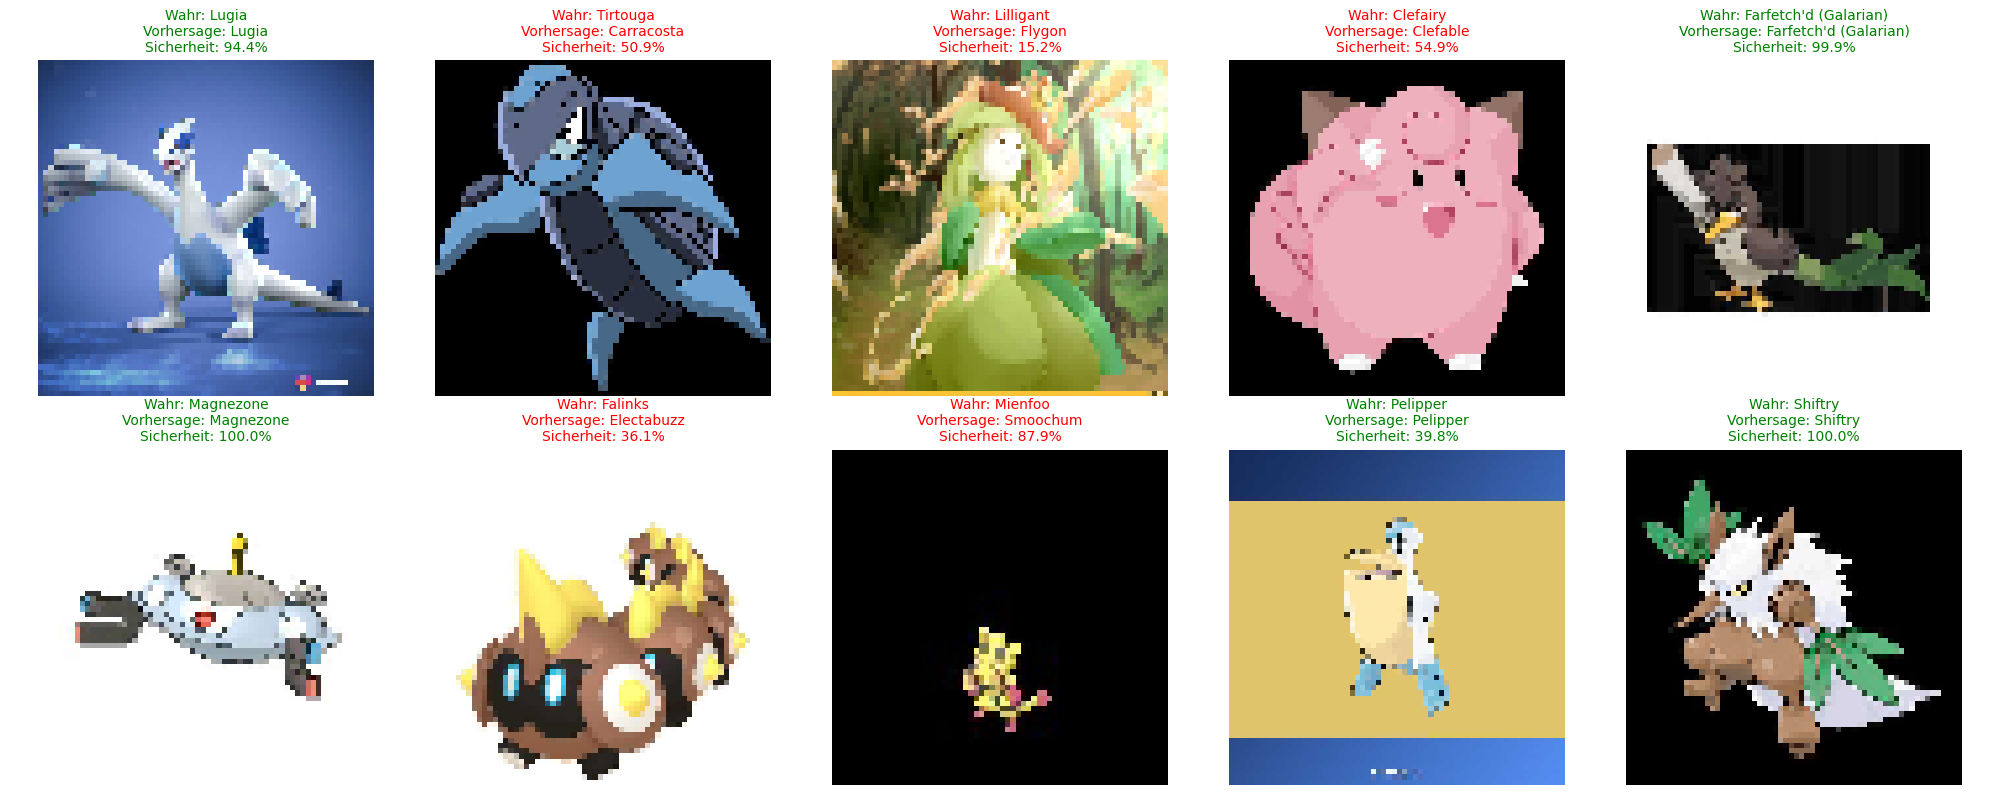 Wahr: Lugia
Vorhersage: Lugia
Sicherheit: 94.4%
Wahr: Tirtouga
Vorhersage: Carracosta
Sicherheit: 50.9%
Wahr: Lilligant
Vorhersage: Flygon
Sicherheit: 15.2%
Wahr: Clefairy
Vorhersage: Clefable
Sicherheit: 54.9%
Wahr: Farfetch'd (Galarian)
Vorhersage: Farfetch'd (Galarian)
Sicherheit: 99.9%
Wahr: Magnezone
Vorhersage: Magnezone
Sicherheit: 100.0%
Wahr: Falinks
Vorhersage: Electabuzz
Sicherheit: 36.1%
Wahr: Mienfoo
Vorhersage: Smoochum
Sicherheit: 87.9%
Wahr: Pelipper
Vorhersage: Pelipper
Sicherheit: 39.8%
Wahr: Shiftry
Vorhersage: Shiftry
Sicherheit: 100.0%